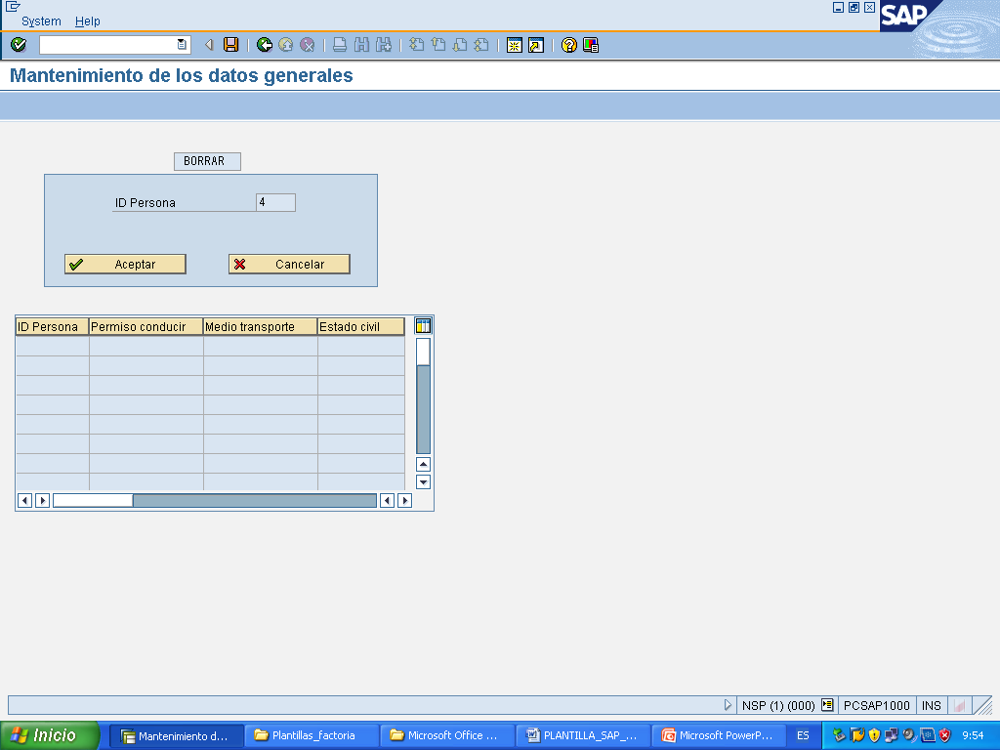 System Help
SAP
Mantenimiento de los datos generales
BORRAR
ID Persona 4
Aceptar Cancelar
ID Persona Permiso conducir Medio transporte Estado civil
NSP (1) (000) PCSAP1000 INS
Inicio Mantenimiento d... Plantillas_factoria Microsoft Office ... PLANTILLA_SAP_... Microsoft PowerP... ES 9:54